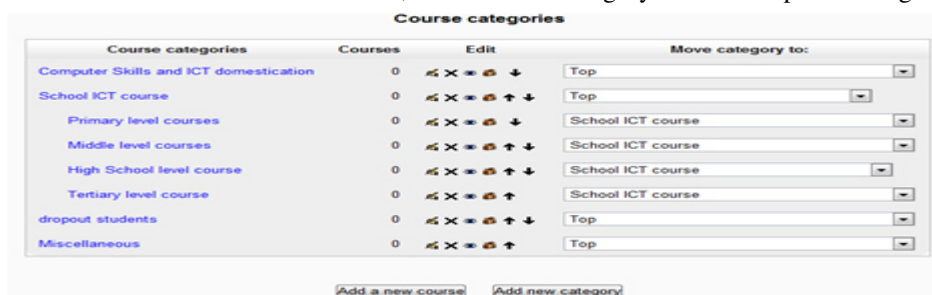 Course categories
Course categories Courses Edit Move category to:
Computer Skills and ICT domestication 0 Top
School ICT course 0 Top
Primary level courses 0 School ICT course
Middle level courses 0 School ICT course
High School level course 0 School ICT course
Tertiary level course 0 School ICT course
dropout students 0 Top
Miscellaneous 0 Top
Add a new course Add new category